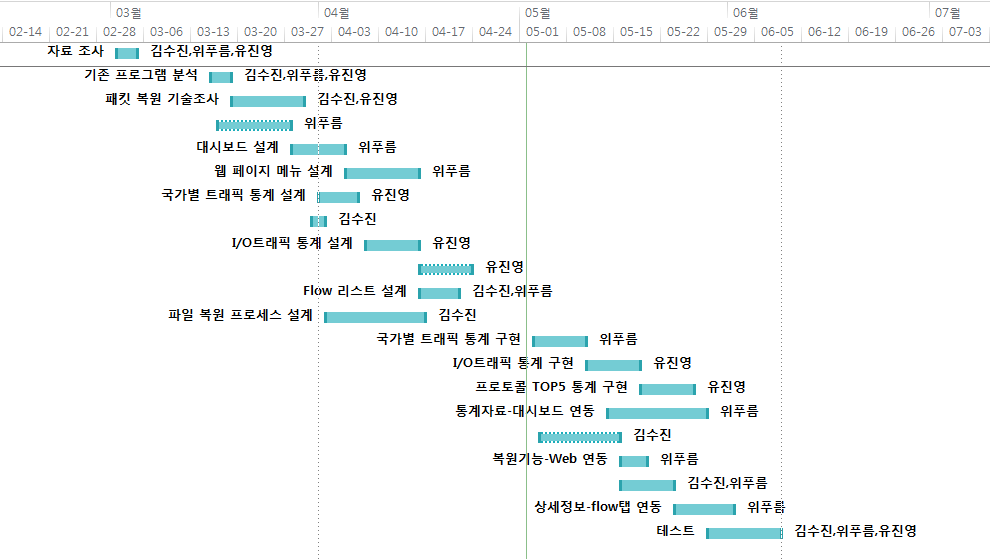 03월 04월 05월 06월 07월
02-14 02-21 02-28 03-06 03-13 03-20 03-27 04-03 04-10 04-17 04-24 05-01 05-08 05-15 05-22 05-29 06-05 06-12 06-19 06-26 07-03
자료 조사 김수진,위푸름,유진영
기존 프로그램 분석 김수진,위푸름,유진영
패킷 복원 기술조사 김수진,유진영
위푸름
대시보드 설계 위푸름
웹 페이지 메뉴 설계 위푸름
국가별 트래픽 통계 설계 유진영
김수진
I/O트래픽 통계 설계 유진영
유진영
Flow 리스트 설계 김수진,위푸름
파일 복원 프로세스 설계 김수진
국가별 트래픽 통계 구현 위푸름
I/O트래픽 통계 구현 유진영
프로토콜 TOP5 통계 구현 유진영
통계자료-대시보드 연동 위푸름
김수진
복원기능-Web 연동 위푸름
김수진,위푸름
상세정보-flow탭 연동 위푸름
테스트 김수진,위푸름,유진영